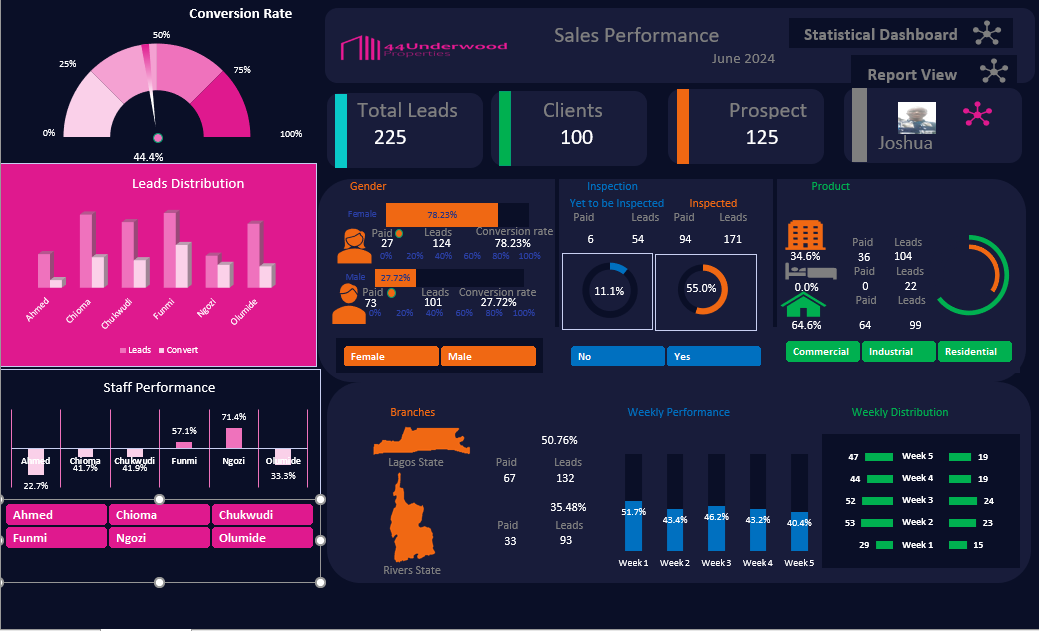 Conversion Rate
50%
25%
75%
0%
100%
44.4%
44Underwood
Properties
Sales Performance
June 2024
Statistical Dashboard
Report View
Total Leads
225
Clients
100
Prospect
125
Joshua
Leads Distribution
Ahmed
Chioma
Chukwudi
Funmi
Ngozi
Olumide
Leads
Convert
Staff Performance
71.4%
57.1%
Ahmed
Chioma
Chukwudi
Funmi
Ngozi
Olumide
41.7%
41.9%
33.3%
22.7%
Ahmed
Chioma
Chukwudi
Funmi
Ngozi
Olumide
Gender
Female
78.23%
Paid
Leads
Conversion rate
27
124
78.23%
0%
20%
40%
60%
80%
100%
Male
27.72%
Paid
Leads
Conversion rate
73
101
27.72%
0%
20%
40%
60%
80%
100%
Female
Male
Inspection
Yet to be Inspected
Inspected
Paid
Leads
Paid
Leads
6
54
94
171
11.1%
55.0%
No
Yes
Product
Paid
Leads
34.6%
36
104
Paid
Leads
0.0%
0
22
Paid
Leads
64.6%
64
99
Commercial
Industrial
Residential
Branches
50.76%
Lagos State
Paid
Leads
67
132
35.48%
Paid
Leads
33
93
Rivers State
Weekly Performance
51.7%
43.4%
46.2%
43.2%
40.4%
Week 1
Week 2
Week 3
Week 4
Week 5
Weekly Distribution
47
Week 5
19
44
Week 4
19
52
Week 3
24
53
Week 2
23
29
Week 1
15